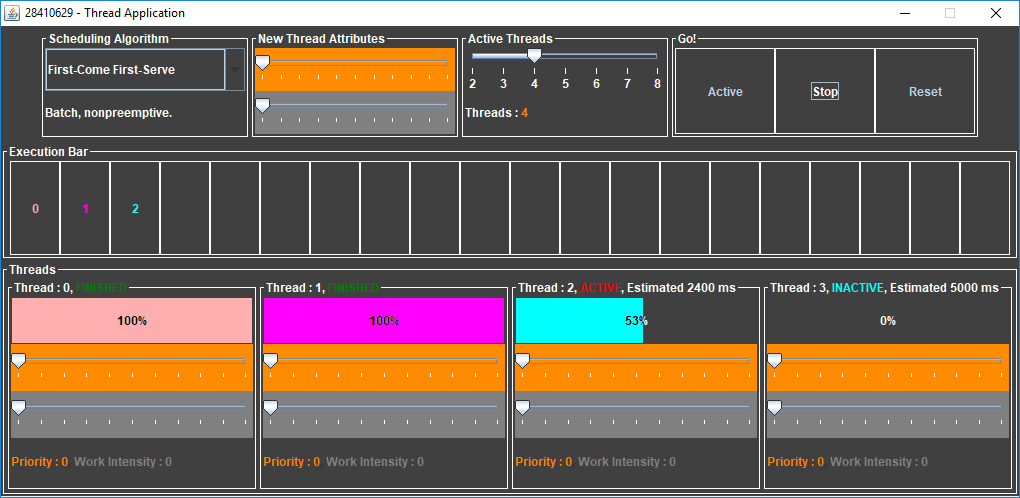 28410629 - Thread Application
Scheduling Algorithm
First-Come First-Serve
Batch, nonpreemptive.
New Thread Attributes
Active Threads
2 3 4 5 6 7 8
Threads : 4
Go!
Active Stop Reset
Execution Bar
0 1 2
Threads
Thread : 0, FINISHED
100%
Priority : 0 Work Intensity : 0
Thread : 1, FINISHED
100%
Priority : 0 Work Intensity : 0
Thread : 2, ACTIVE, Estimated 2400 ms
53%
Priority : 0 Work Intensity : 0
Thread : 3, INACTIVE, Estimated 5000 ms
0%
Priority : 0 Work Intensity : 0